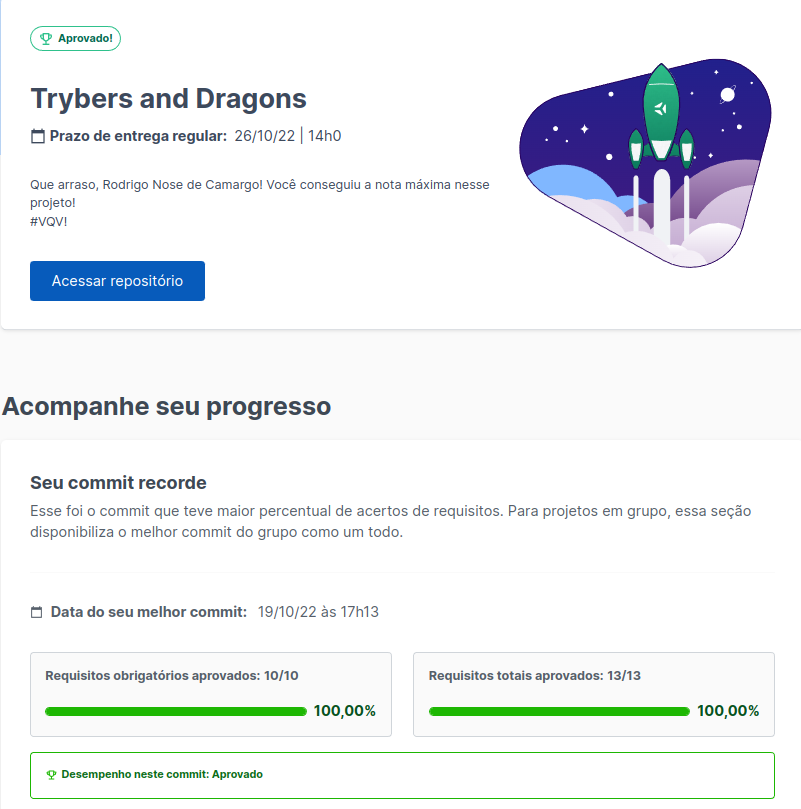 Aprovado!
Trybers and Dragons
Prazo de entrega regular: 26/10/22 | 14h0
Que arraso, Rodrigo Nose de Camargo! Você conseguiu a nota máxima nesse
projeto!
#VQV!
Acessar repositório
Acompanhe seu progresso
Seu commit recorde
Esse foi o commit que teve maior percentual de acertos de requisitos. Para projetos em grupo, essa seção
disponibiliza o melhor commit do grupo como um todo.
Data do seu melhor commit: 19/10/22 às 17h13
Requisitos obrigatórios aprovados: 10/10
100,00%
Requisitos totais aprovados: 13/13
100,00%
Desempenho neste commit: Aprovado